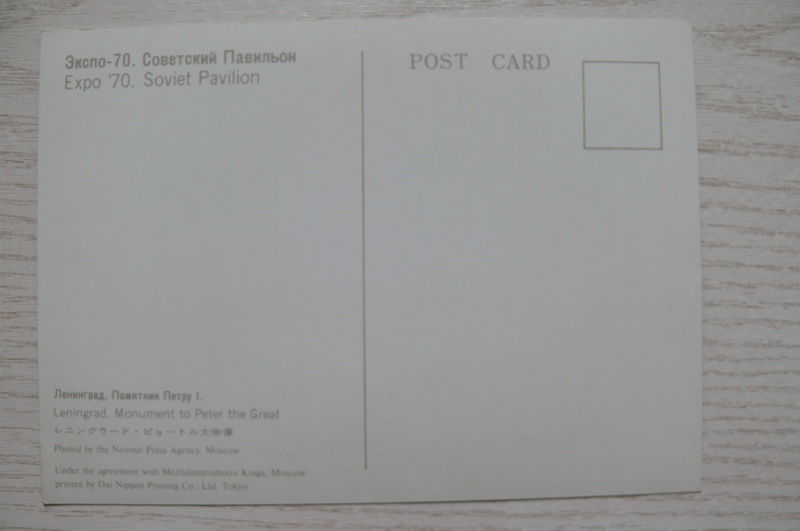 Экспо-70. Советский Павильон
Expo '70. Soviet Pavilion
POST CARD
Ленинград, Памятник Петру I.
Leningrad, Monument to Peter the Great
レニングラード・ピョートル大帝像
Photed by the Novosti Press Agency, Moscow
Under the agreement with Mezhdunarodnaya Kniga, Moscow
printed by Dai Nippon Printing Co., Ltd. Tokyo